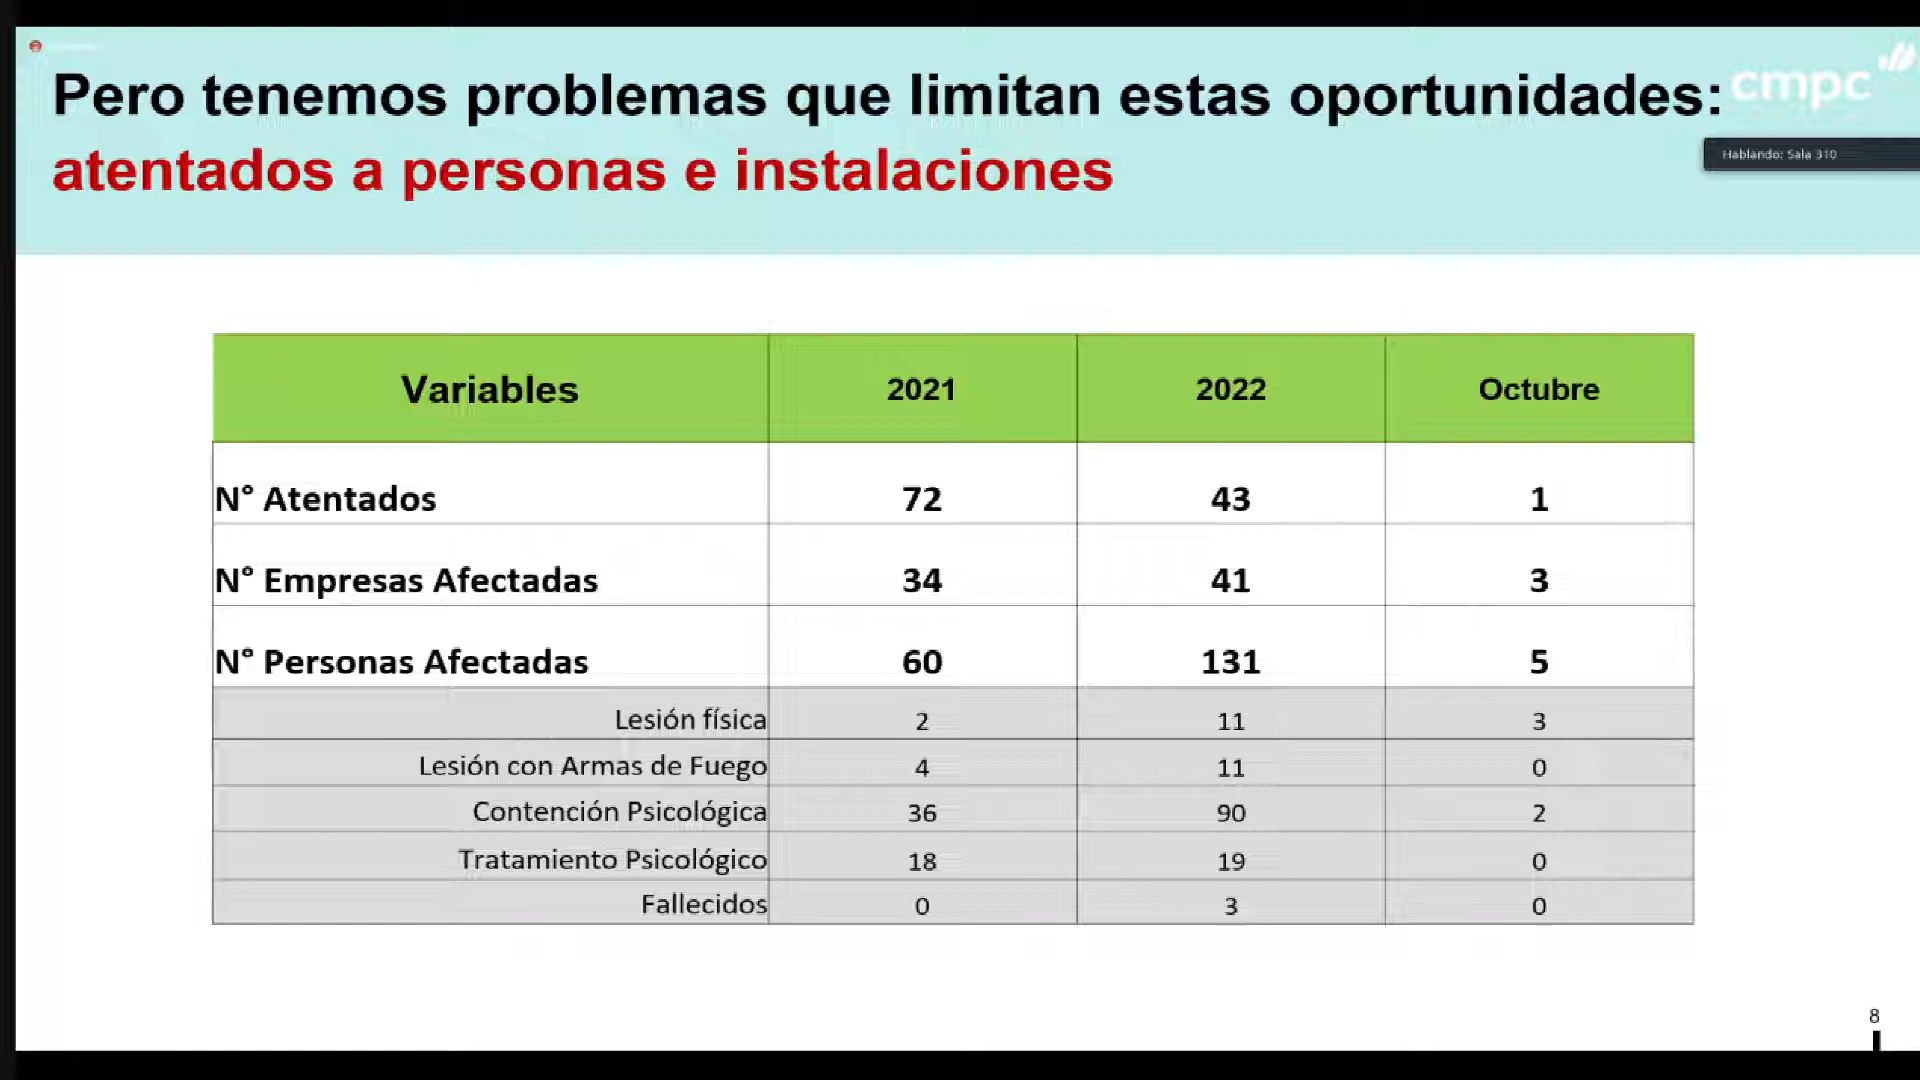 Pero tenemos problemas que limitan estas oportunidades:
cmpc
atentados a personas e instalaciones
Hablando: Sala 310
Variables 2021 2022 Octubre
N° Atentados 72 43 1
N° Empresas Afectadas 34 41 3
N° Personas Afectadas 60 131 5
Lesión física 2 11 3
Lesión con Armas de Fuego 4 11 0
Contención Psicológica 36 90 2
Tratamiento Psicológico 18 19 0
Fallecidos 0 3 0
8